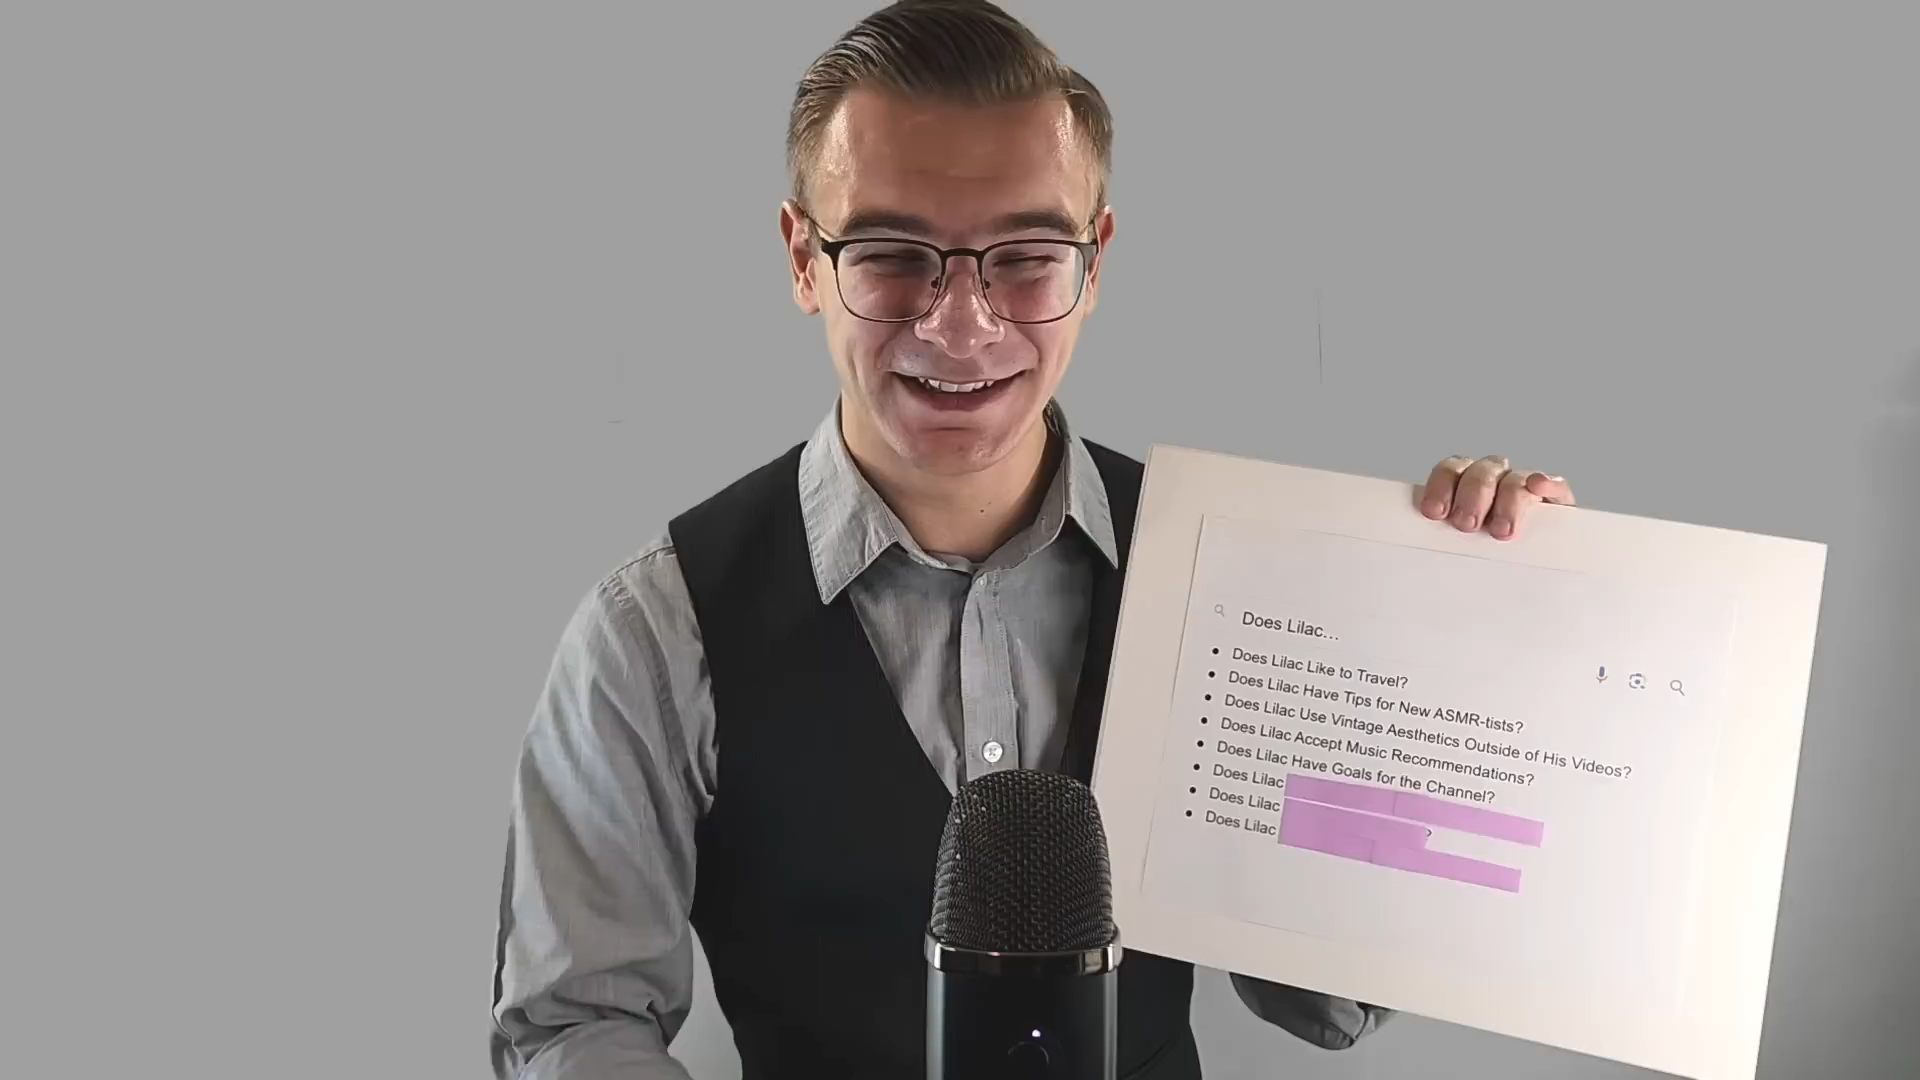 Does Lilac...
• Does Lilac Like to Travel?
• Does Lilac Have Tips for New ASMR-tists?
• Does Lilac Use Vintage Aesthetics Outside of His Videos?
• Does Lilac Accept Music Recommendations?
• Does Lilac Have Goals for the Channel?
• Does Lilac
• Does Lilac ?
• Does Lilac